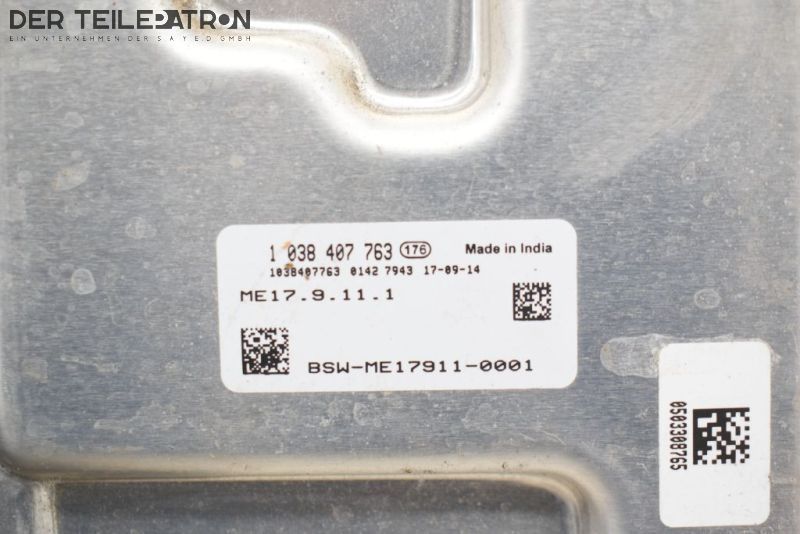 DER TEILEPATRON
EIN UNTERNEHMEN DER S A Y E.D GMBH
1 038 407 763 176 Made in India
1038407763 0142 7943 17-09-14
ME17.9.11.1
BSW-ME17911-0001
0503308765